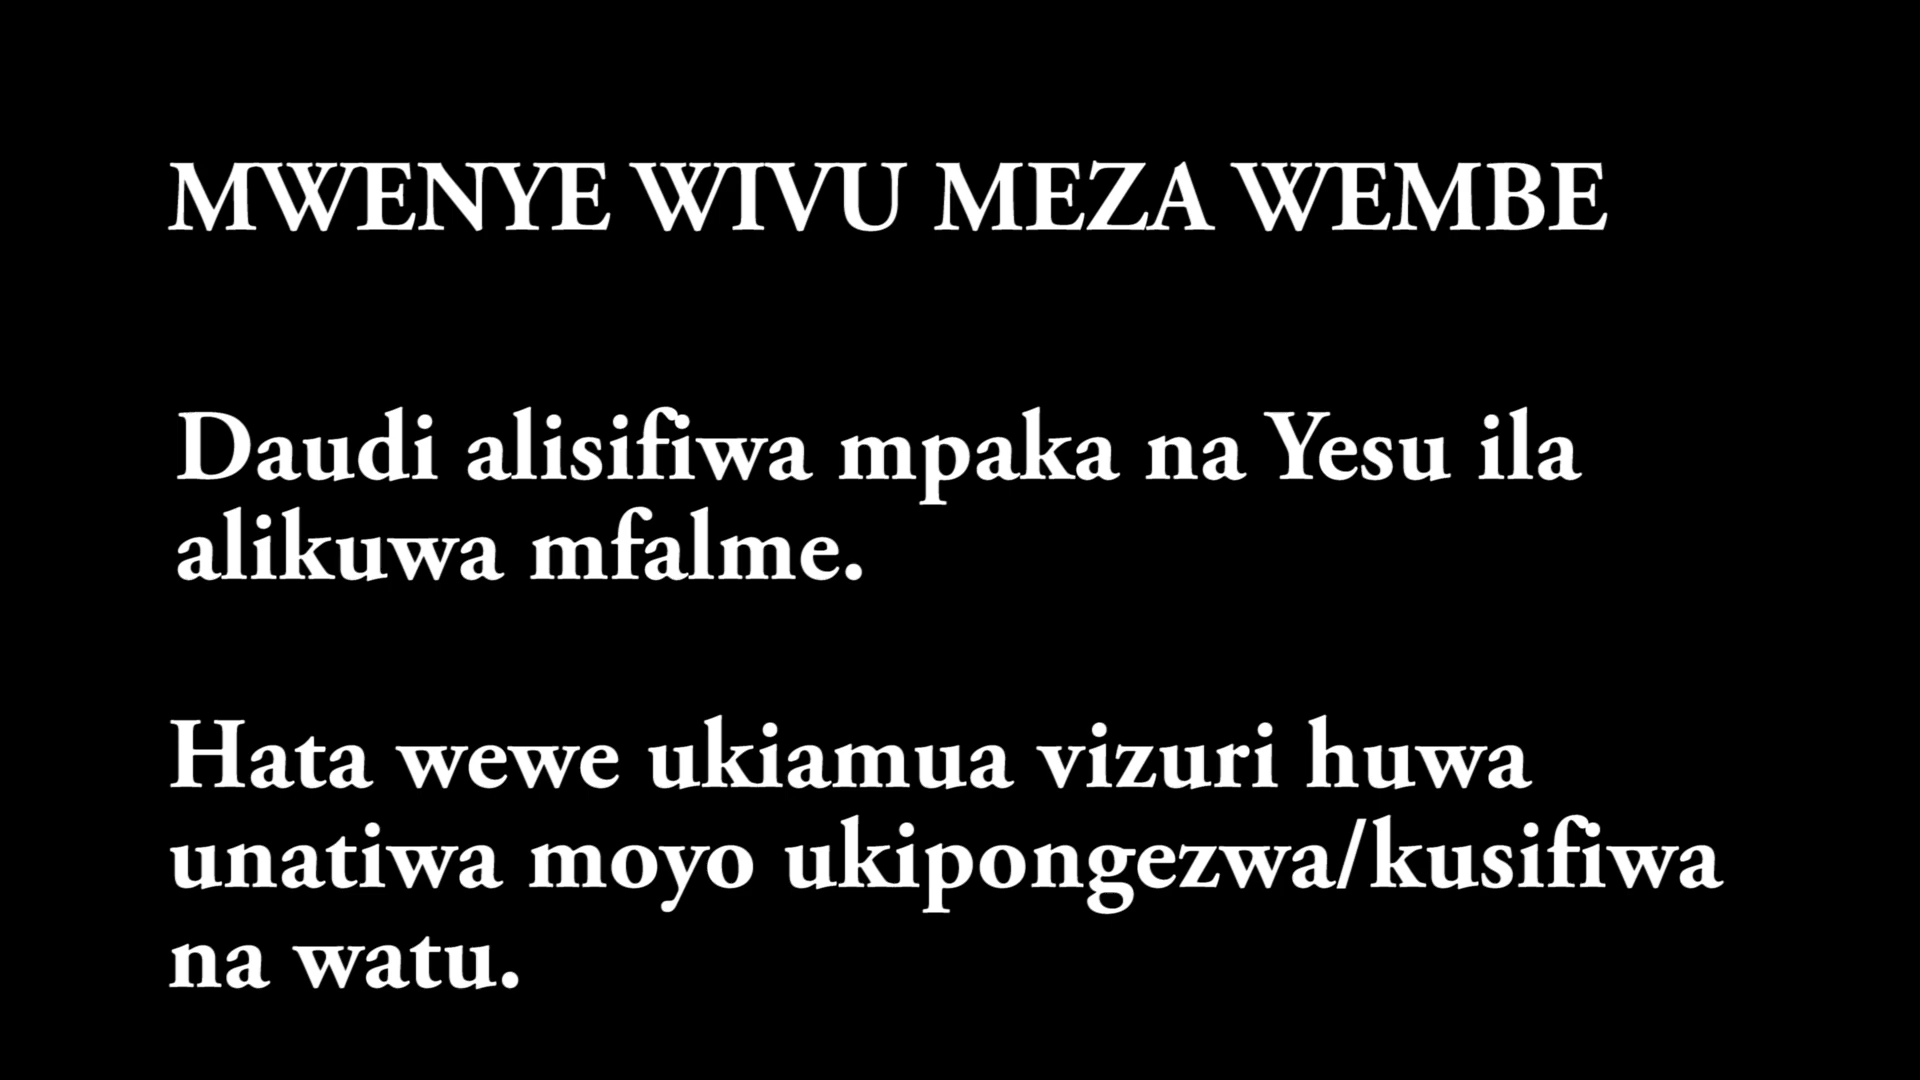 MWENYE WIVU MEZA WEMBE
Daudi alisifiwa mpaka na Yesu ila
alikuwa mfalme.
Hata wewe ukiamua vizuri huwa
unatiwa moyo ukipongezwa/kusifiwa
na watu.